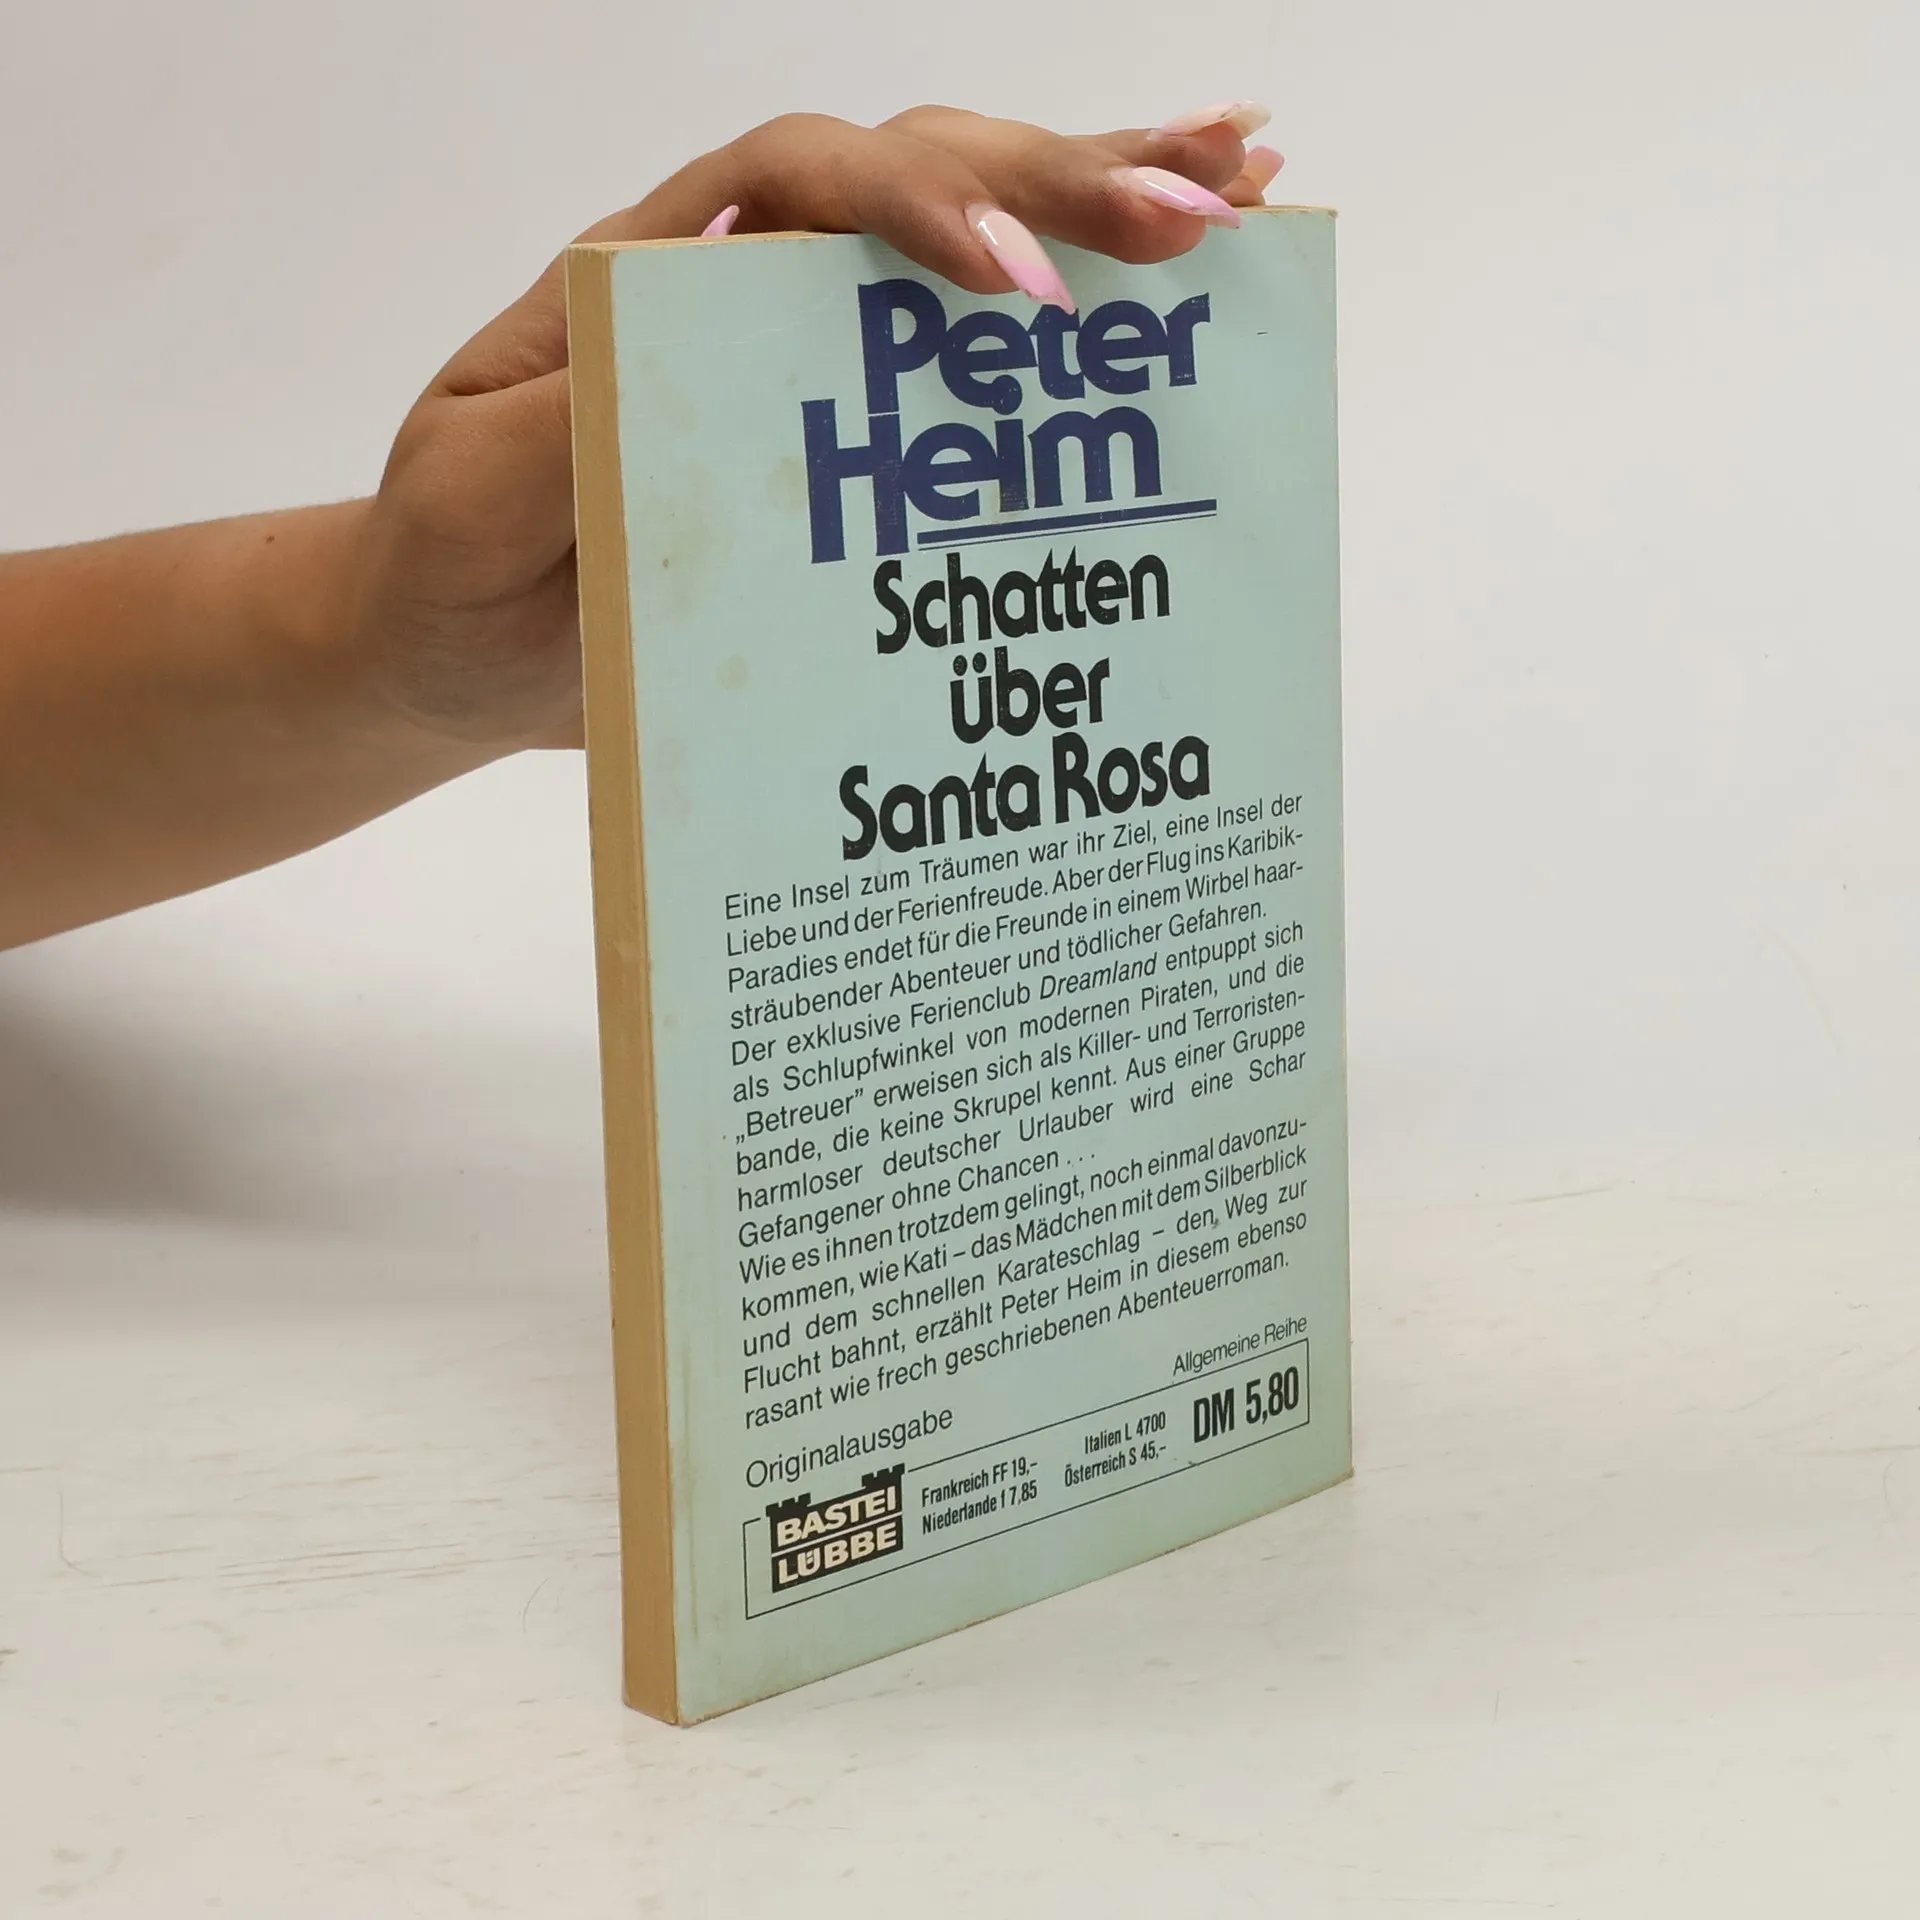 Peter
Heim
Schatten
über
Santa Rosa
Eine Insel zum Träumen war ihr Ziel, eine Insel der
Liebe und der Ferienfreude. Aber der Flug ins Karibik-
Paradies endet für die Freunde in einem Wirbel haar-
sträubender Abenteuer und tödlicher Gefahren.
Der exklusive Ferienclub Dreamland entpuppt sich
als Schlupfwinkel von modernen Piraten, und die
„Betreuer” erweisen sich als Killer- und Terroristen-
bande, die keine Skrupel kennt. Aus einer Gruppe
harmloser deutscher Urlauber wird eine Schar
Gefangener ohne Chancen . . .
Wie es ihnen trotzdem gelingt, noch einmal davonzu-
kommen, wie Kati – das Mädchen mit dem Silberblick
und dem schnellen Karateschlag – den Weg zur
Flucht bahnt, erzählt Peter Heim in diesem ebenso
rasant wie frech geschriebenen Abenteuerroman.
Originalausgabe
Allgemeine Reihe
BASTEI
LÜBBE
Frankreich FF 19,-
Niederlande f 7,85
Italien L 4700
Österreich S 45,-
DM 5,80